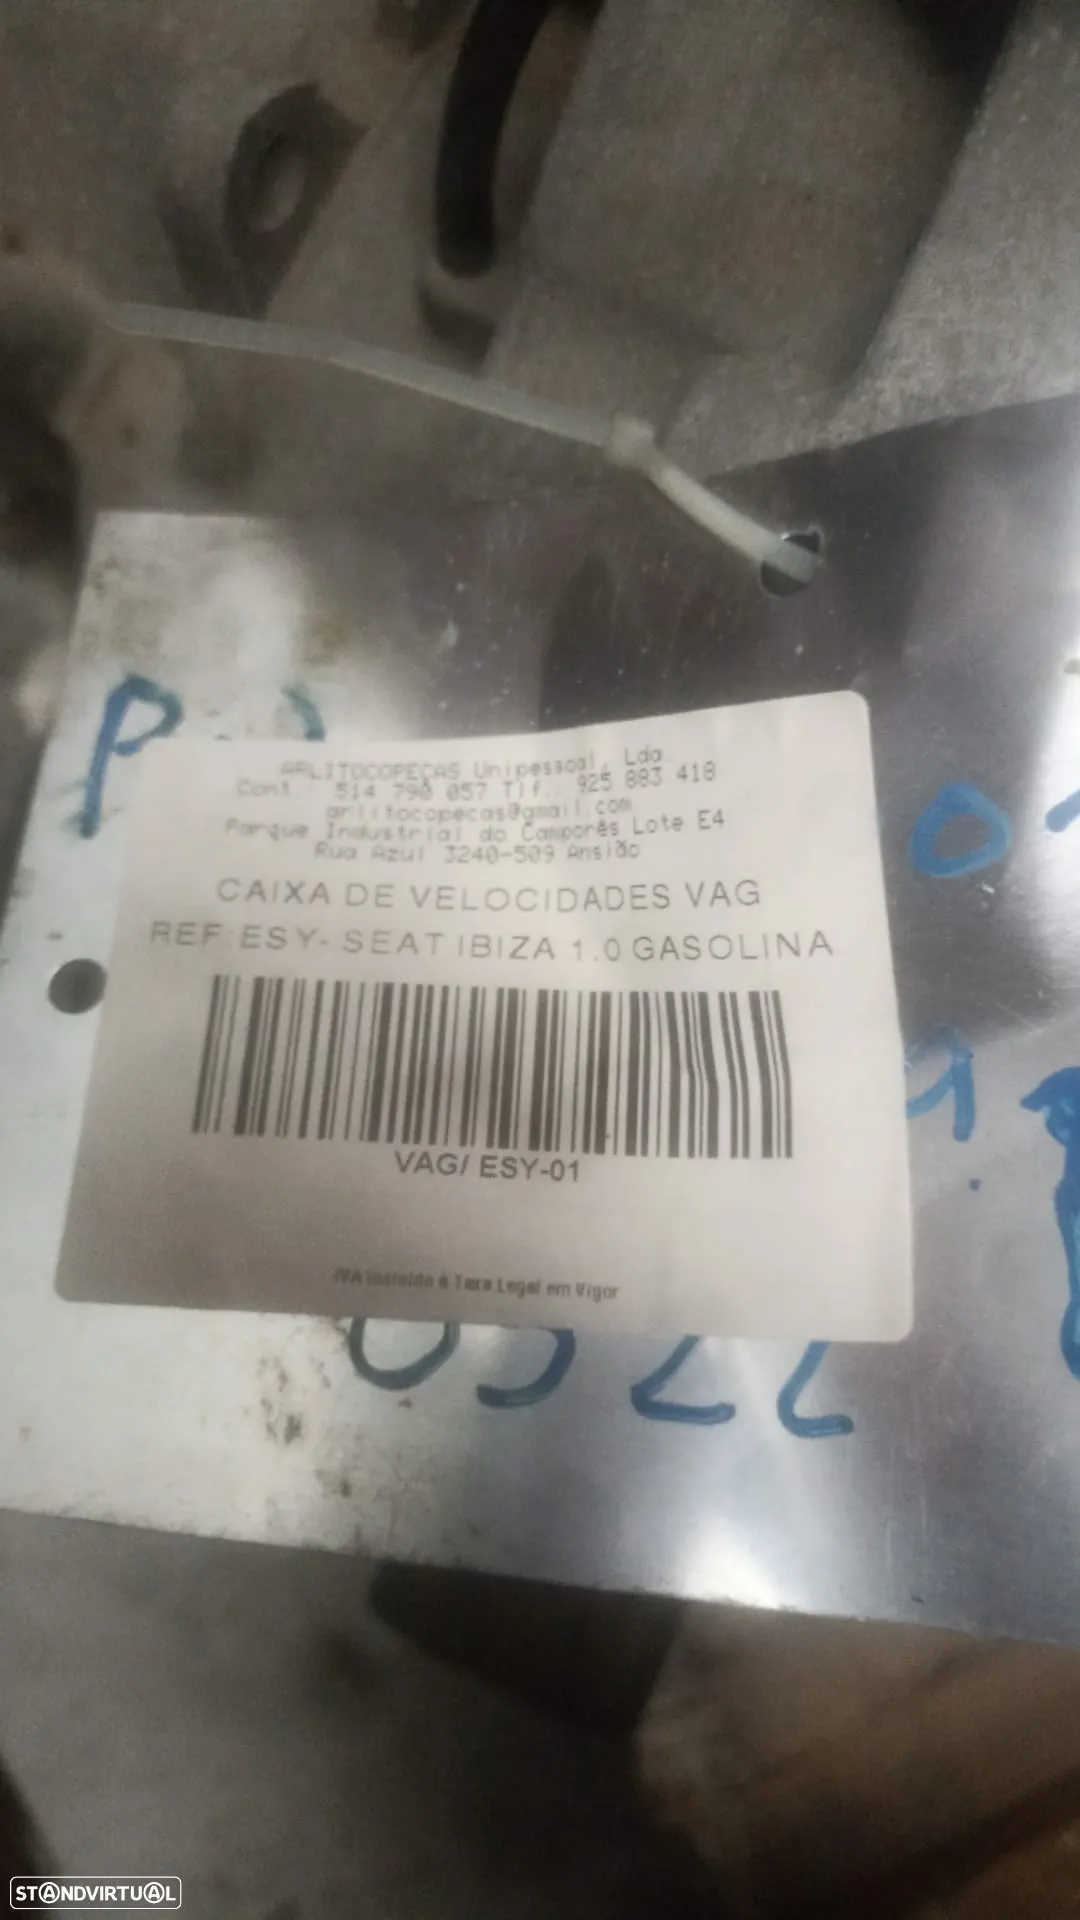 P
ARLITOCOPEÇAS Unipessoal, Lda
Cont 514 790 057 Tlf.: 925 883 418
arlitocopecas@gmail.com
Parque Industrial do Camporês Lote E4
Rua Azul 3240-509 Ansião
CAIXA DE VELOCIDADES VAG
REF:ESY- SEAT IBIZA 1.0 GASOLINA
VAG/ ESY-01
IVA Incluído à Taxa Legal em Vigor
STANDVIRTUAL